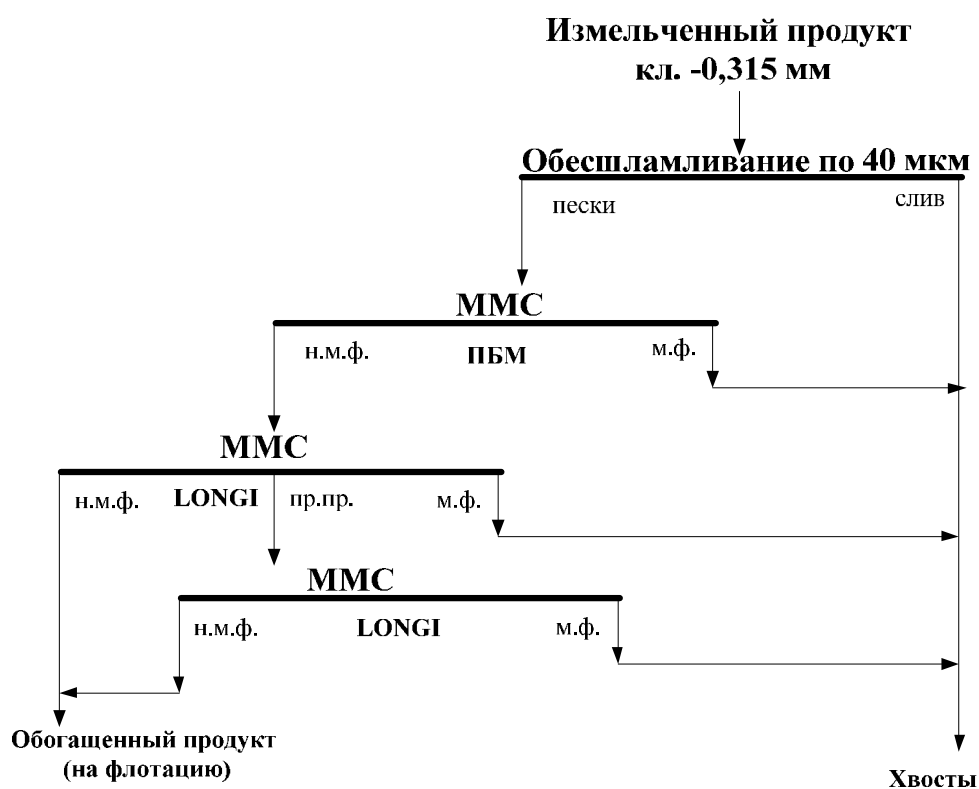 Измельченный продукт
кл. -0,315 мм
Обесшламливание по 40 мкм
пески
слив
ММС
н.м.ф.
ПБМ
м.ф.
ММС
н.м.ф.
LONGI
пр.пр.
м.ф.
ММС
н.м.ф.
LONGI
м.ф.
Обогащенный продукт
(на флотацию)
Хвосты